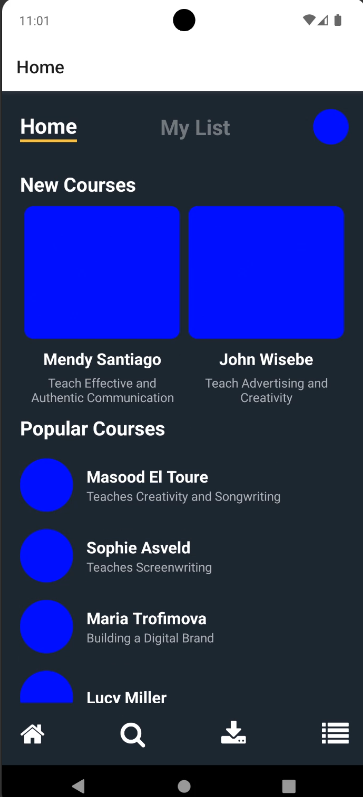 11:01
Home
Home
My List
New Courses
Mendy Santiago
John Wisebe
Teach Effective and
Authentic Communication
Teach Advertising and
Creativity
Popular Courses
Masood El Toure
Teaches Creativity and Songwriting
Sophie Asveld
Teaches Screenwriting
Maria Trofimova
Building a Digital Brand
Lucy Miller